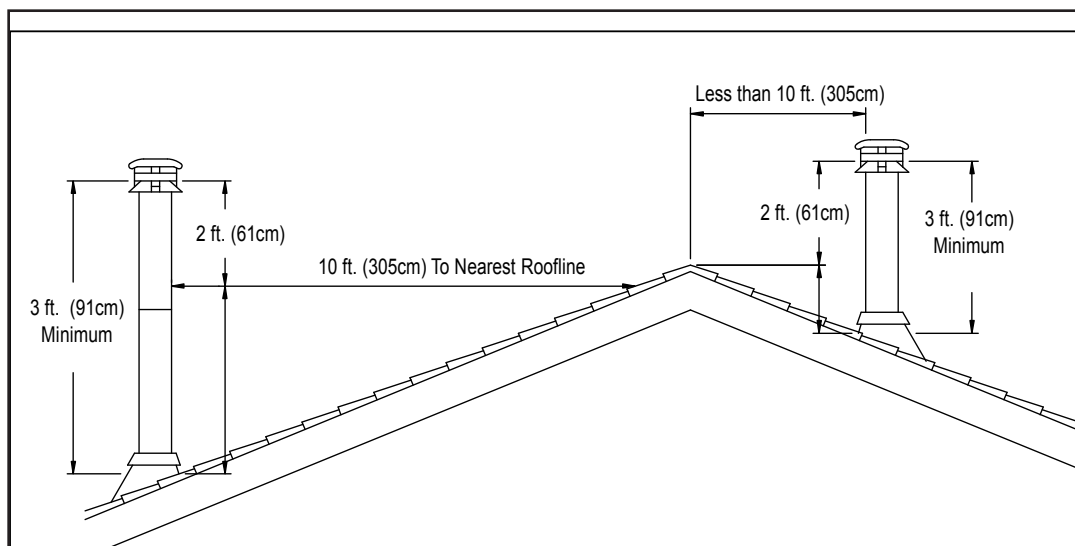 Less than 10 ft. (305cm)
2 ft. (61cm)
3 ft. (91cm)
Minimum
10 ft. (305cm) To Nearest Roofline
2 ft. (61cm)
3 ft. (91cm)
Minimum